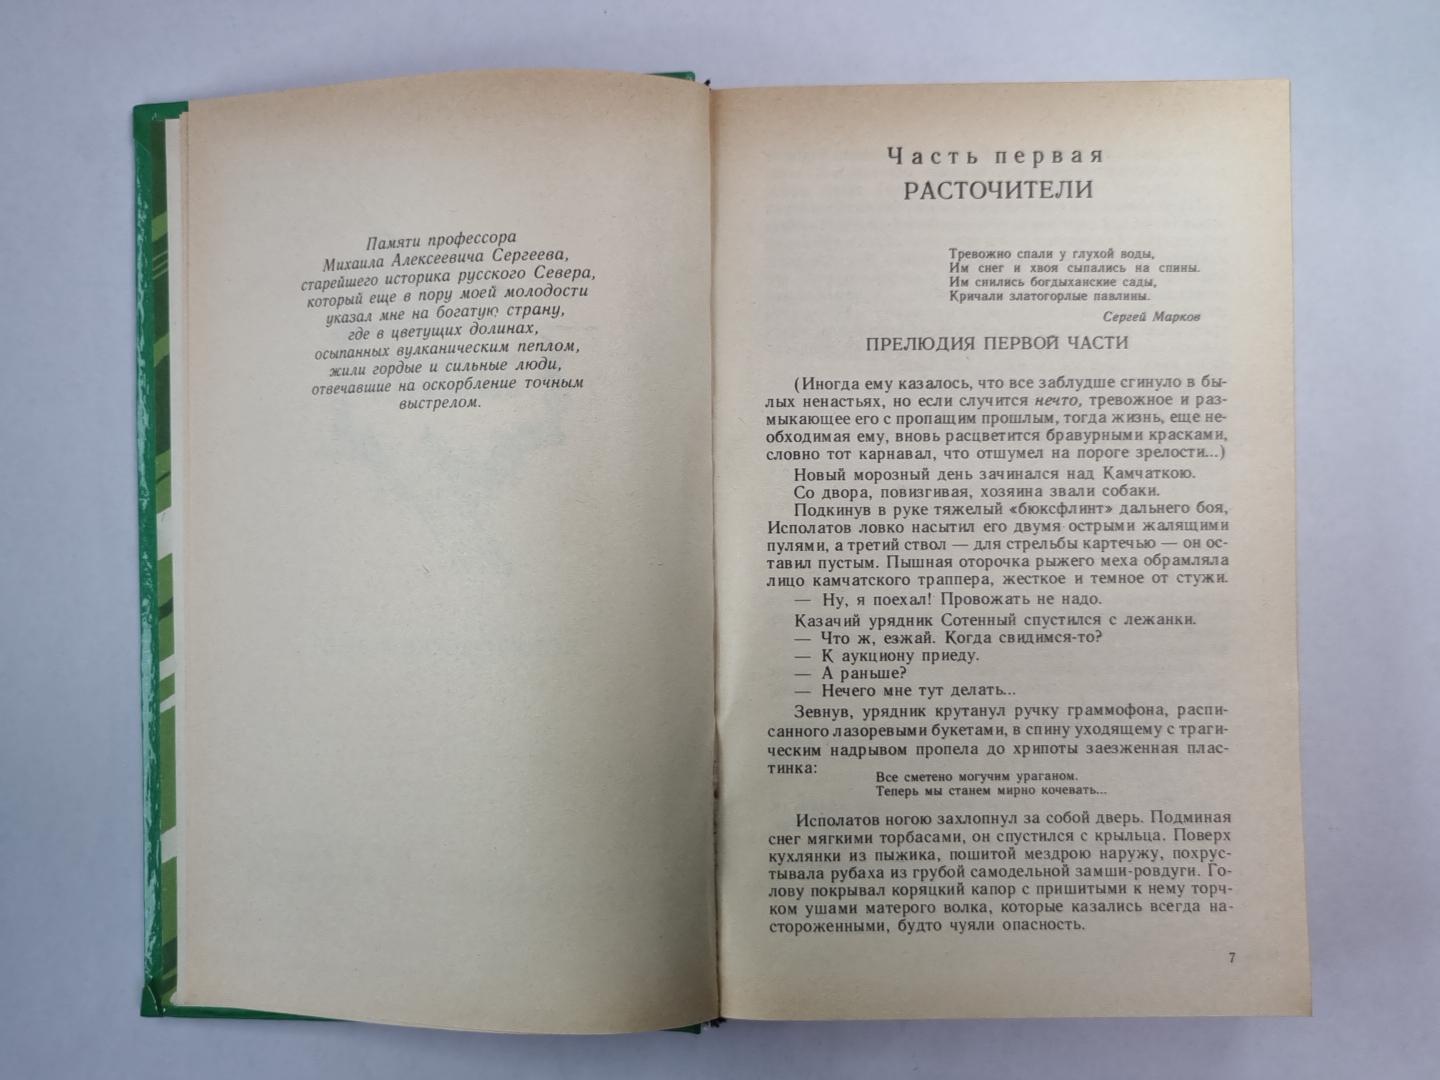 Памяти профессора
Михаила Алексеевича Сергеева,
старейшего историка русского Севера,
который еще в пору моей молодости
указал мне на богатую страну,
где в цветущих долинах,
осыпанных вулканическим пеплом,
жили гордые и сильные люди,
отвечавшие на оскорбление точным
выстрелом.
Часть первая
РАСТОЧИТЕЛИ
Тревожно спали у глухой воды,
Им снег и хвоя сыпались на спины.
Им снились богдыханские сады,
Кричали златогорлые павлины.
Сергей Марков
ПРЕЛЮДИЯ ПЕРВОЙ ЧАСТИ
(Иногда ему казалось, что все заблудше сгинуло в бы-
лых ненастьях, но если случится нечто, тревожное и раз-
мыкающее его с пропащим прошлым, тогда жизнь, еще не-
обходимая ему, вновь расцветится бравурными красками,
словно тот карнавал, что отшумел на пороге зрелости...)
Новый морозный день зачинался над Камчаткою.
Со двора, повизгивая, хозяина звали собаки.
Подкинув в руке тяжелый «бюксфлинт» дальнего боя,
Исполатов ловко насытил его двумя острыми жалящими
пулями, а третий ствол — для стрельбы картечью — он ос-
тавил пустым. Пышная оторочка рыжего меха обрамляла
лицо камчатского траппера, жесткое и темное от стужи.
— Ну, я поехал! Провожать не надо.
Казачий урядник Сотенный спустился с лежанки.
— Что ж, езжай. Когда свидимся-то?
— К аукциону приеду.
— А раньше?
— Нечего мне тут делать...
Зевнув, урядник крутанул ручку граммофона, распи-
санного лазоревыми букетами, в спину уходящему с траги-
ческим надрывом пропела до хрипоты заезженная плас-
тинка:
Все сметено могучим ураганом.
Теперь мы станем мирно кочевать...
Исполатов ногою захлопнул за собой дверь. Подминая
снег мягкими торбасами, он спустился с крыльца. Поверх
кухлянки из пыжика, пошитой мездрою наружу, похрус-
тывала рубаха из грубой самодельной замши-ровдуги. Го-
лову покрывал коряцкий капор с пришитыми к нему торч-
ком ушами матерого волка, которые казались всегда на-
стороженными, будто чуяли опасность.
7